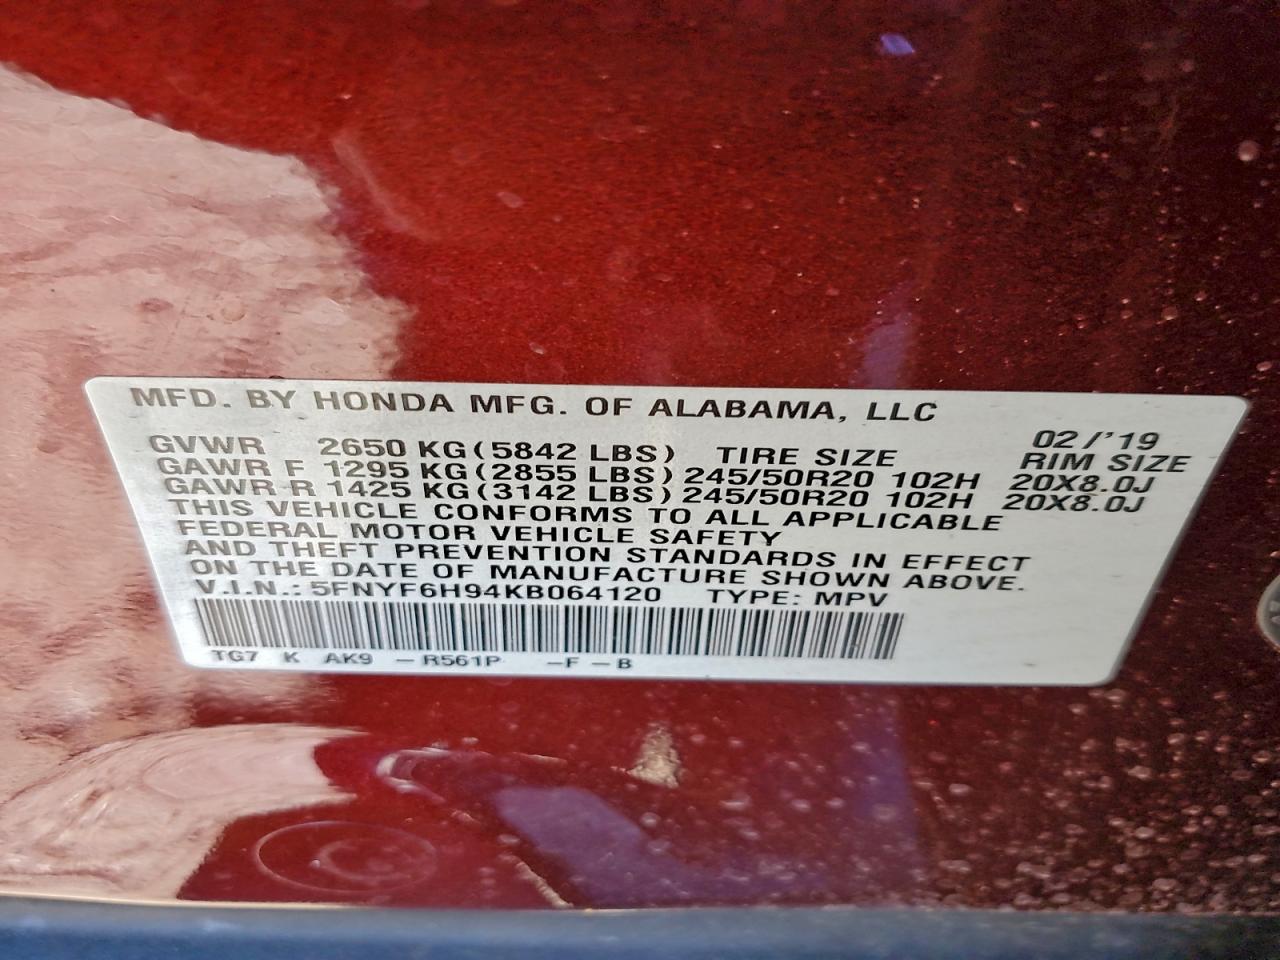 MFD. BY HONDA MFG. OF ALABAMA, LLC
02/'19
GVWR 2650 KG (5842 LBS) TIRE SIZE RIM SIZE
GAWR F 1295 KG (2855 LBS) 245/50R20 102H 20X8.0J
GAWR R 1425 KG (3142 LBS) 245/50R20 102H 20X8.0J
THIS VEHICLE CONFORMS TO ALL APPLICABLE
FEDERAL MOTOR VEHICLE SAFETY
AND THEFT PREVENTION STANDARDS IN EFFECT
ON THE DATE OF MANUFACTURE SHOWN ABOVE.
V.I.N.: 5FNYF6H94KB064120 TYPE: MPV
TG7 K AK9 –R561P –F –B